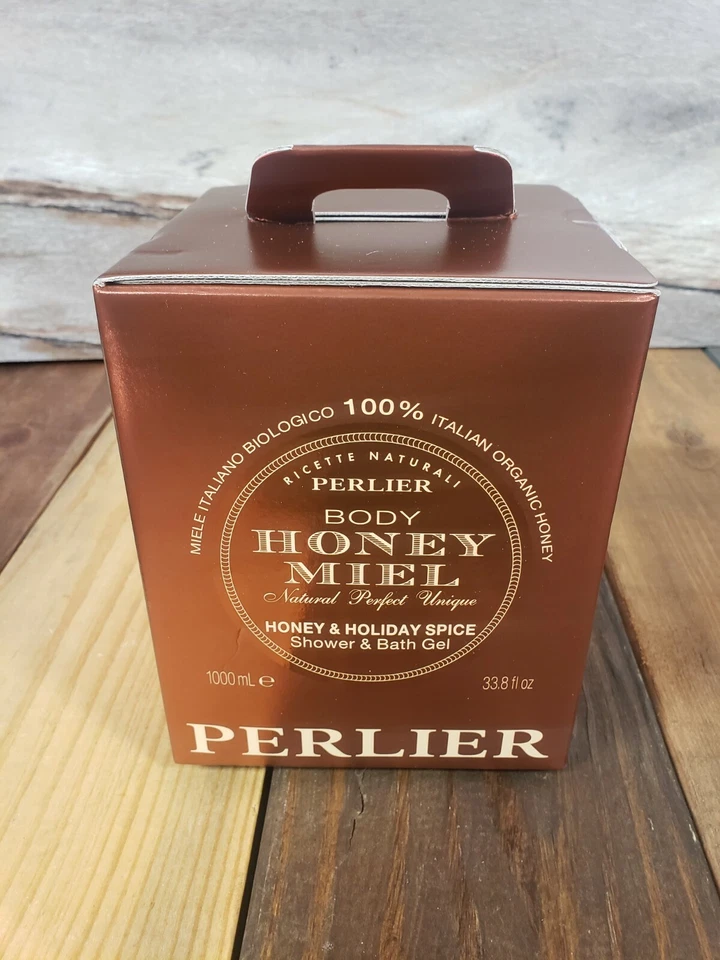 MIELE ITALIANO BIOLOGICO 100% ITALIAN ORGANIC HONEY
RICETTE NATURALI
PERLIER
BODY
HONEY
MIEL
Natural Perfect Unique
HONEY & HOLIDAY SPICE
Shower & Bath Gel
1000 mL ℮ 33.8 fl oz
PERLIER